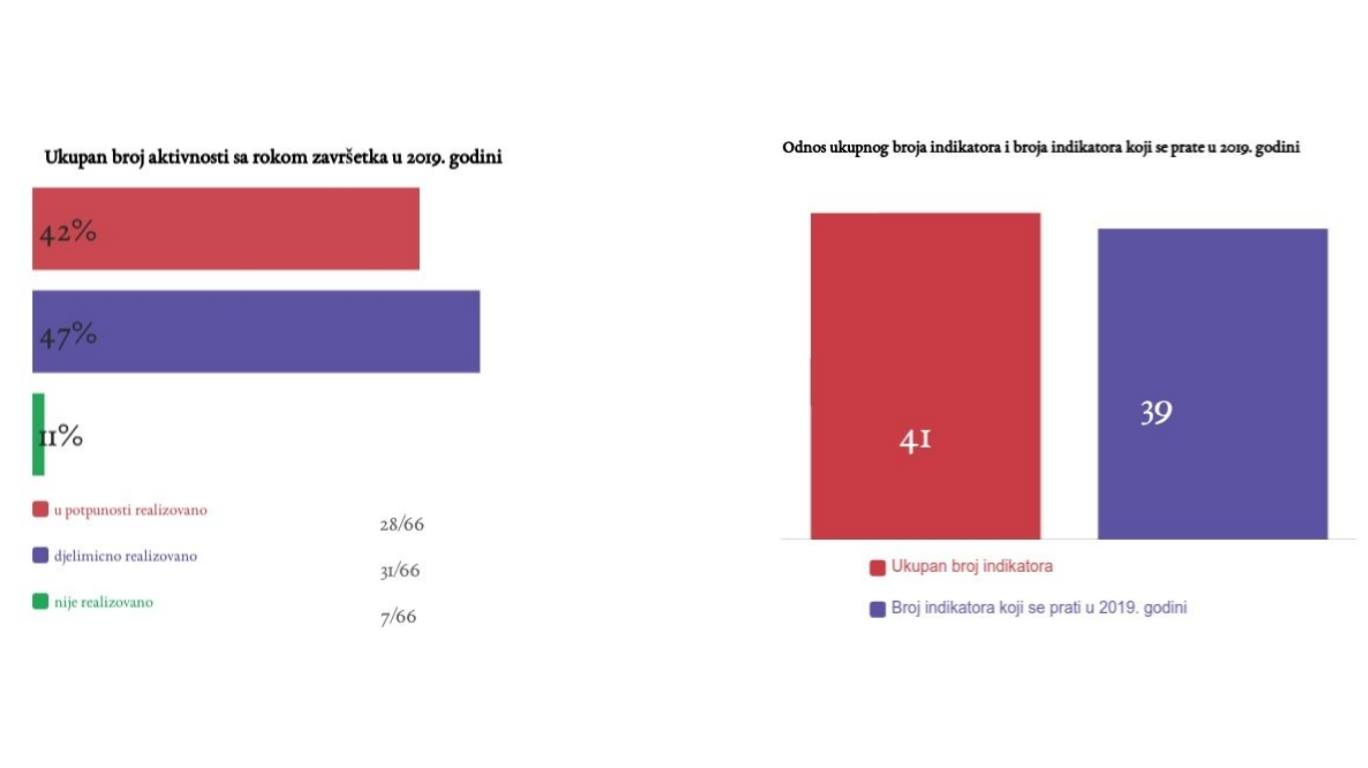 Ukupan broj aktivnosti sa rokom završetka u 2019. godini
42%
47%
11%
u potpunosti realizovano
28/66
djelimicno realizovano
31/66
nije realizovano
7/66
Odnos ukupnog broja indikatora i broja indikatora koji se prate u 2019. godini
41
39
Ukupan broj indikatora
Broj indikatora koji se prati u 2019. godini